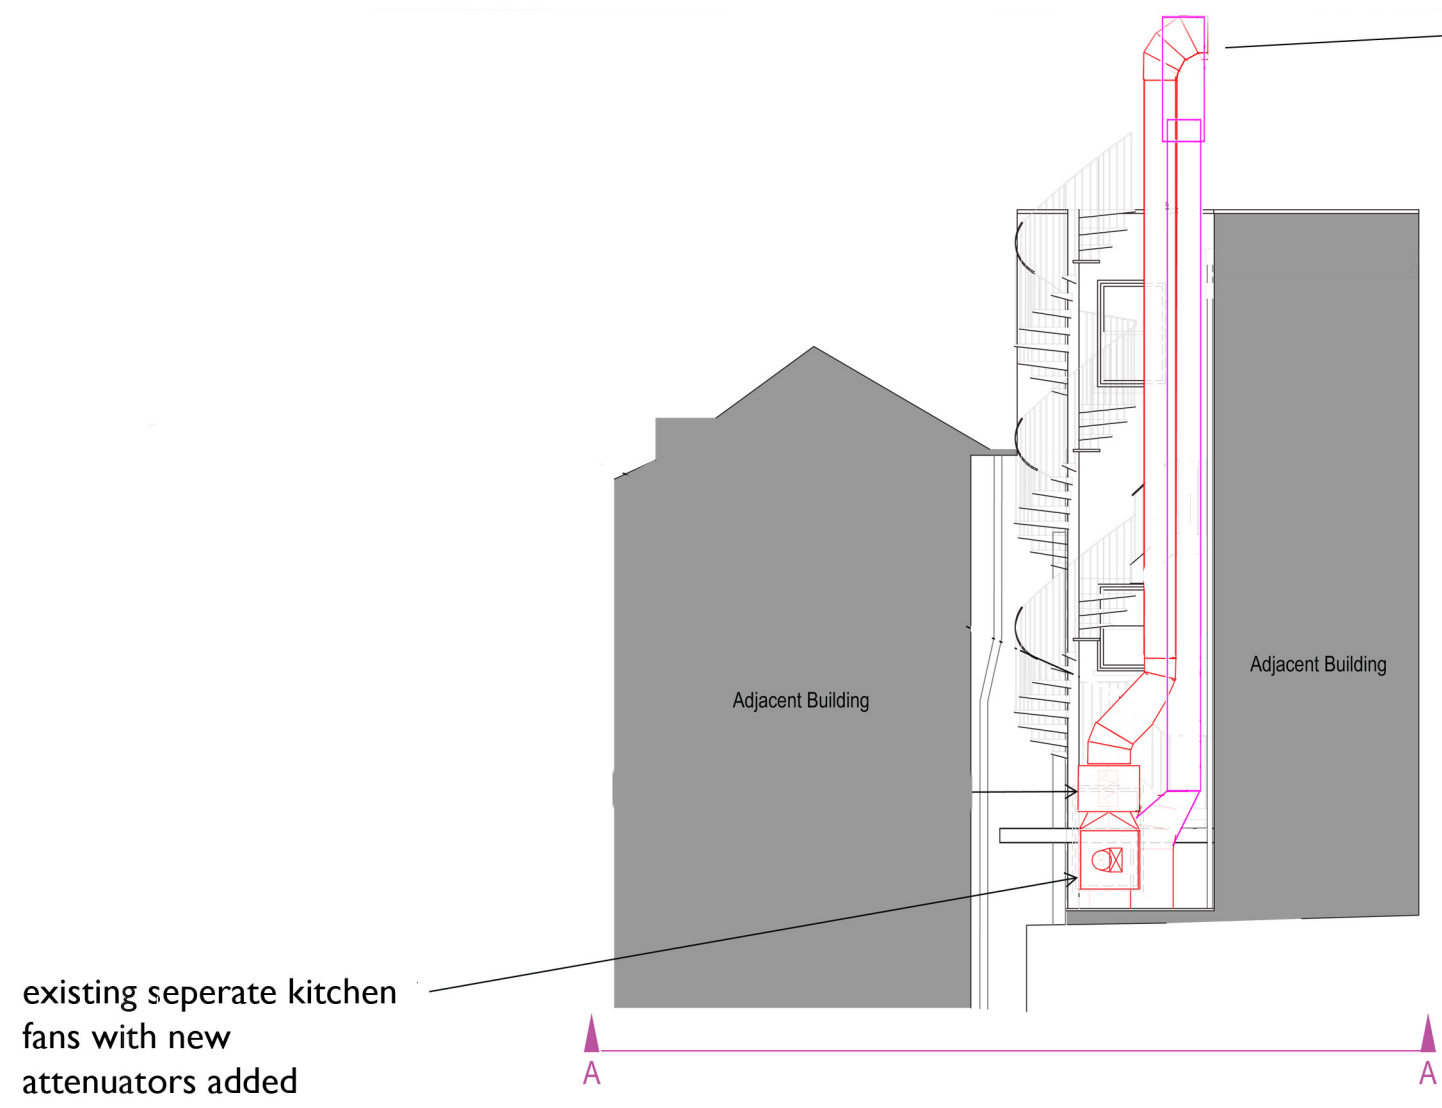 Adjacent Building
Adjacent Building
existing seperate kitchen
fans with new
attenuators added
A
A